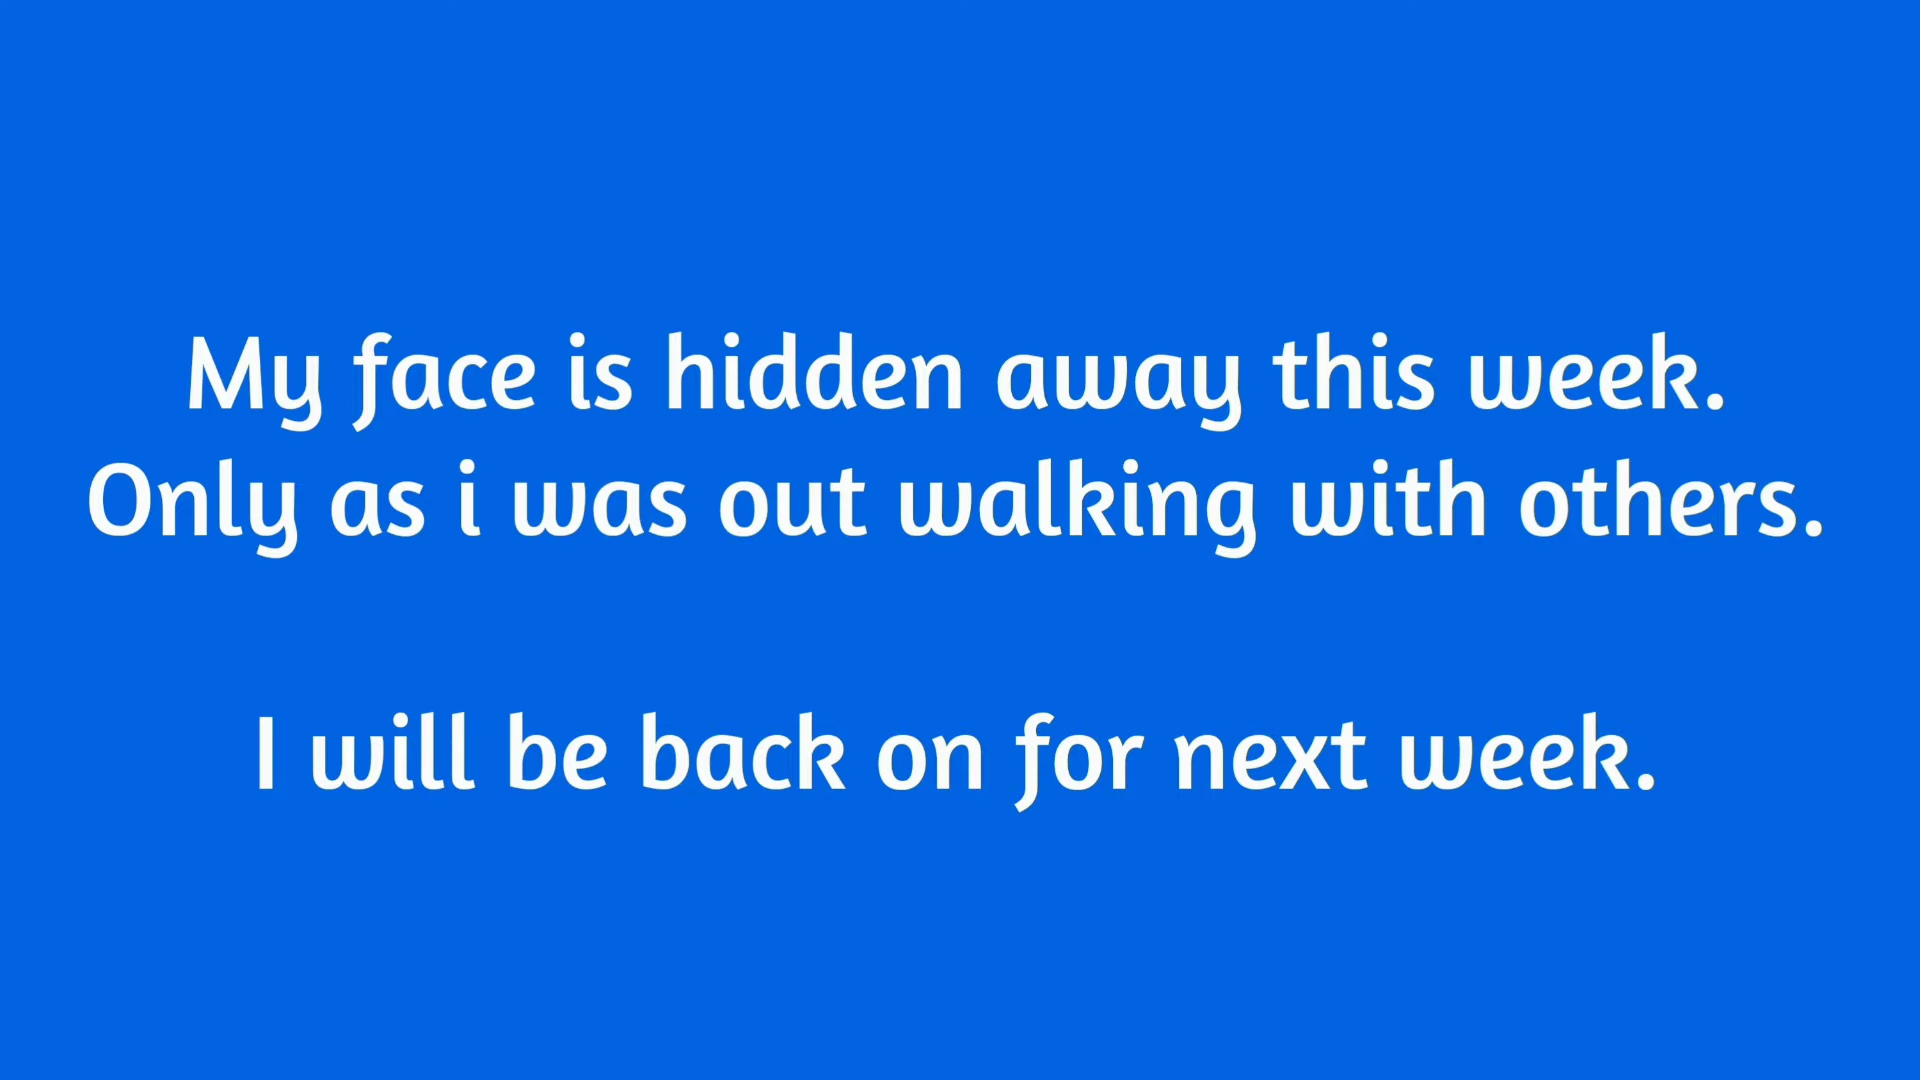 My face is hidden away this week.
Only as i was out walking with others.
I will be back on for next week.